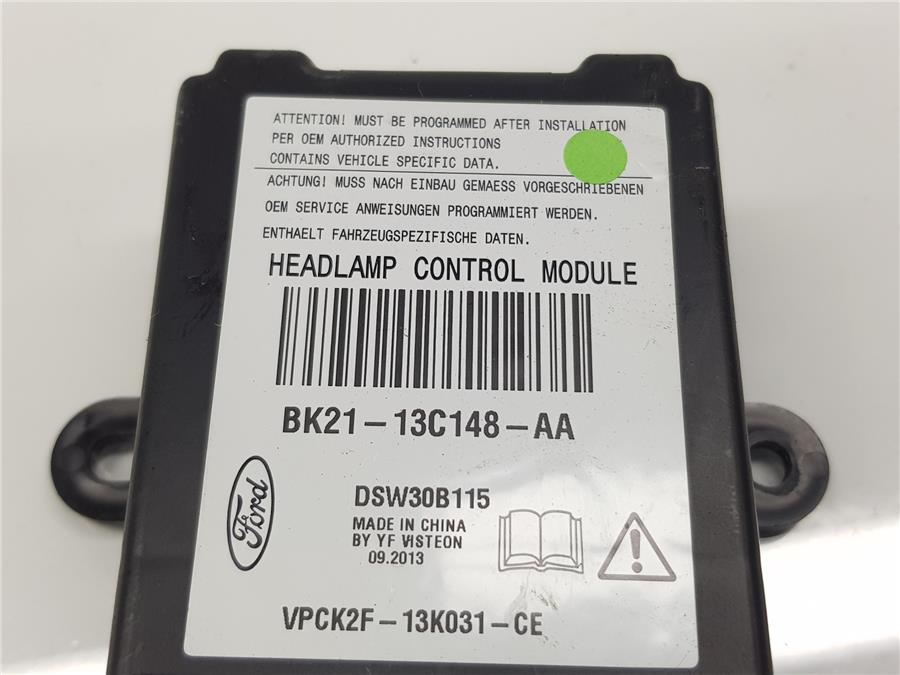 ATTENTION! MUST BE PROGRAMMED AFTER INSTALLATION
PER OEM AUTHORIZED INSTRUCTIONS
CONTAINS VEHICLE SPECIFIC DATA.
ACHTUNG! MUSS NACH EINBAU GEMAESS VORGESCHRIEBENEN
OEM SERVICE ANWEISUNGEN PROGRAMMIERT WERDEN.
ENTHAELT FAHRZEUGSPEZIFISCHE DATEN.
HEADLAMP CONTROL MODULE
BK21-13C148-AA
Ford
DSW30B115
MADE IN CHINA
BY YF VISTEON
09.2013
VPCK2F-13K031-CE